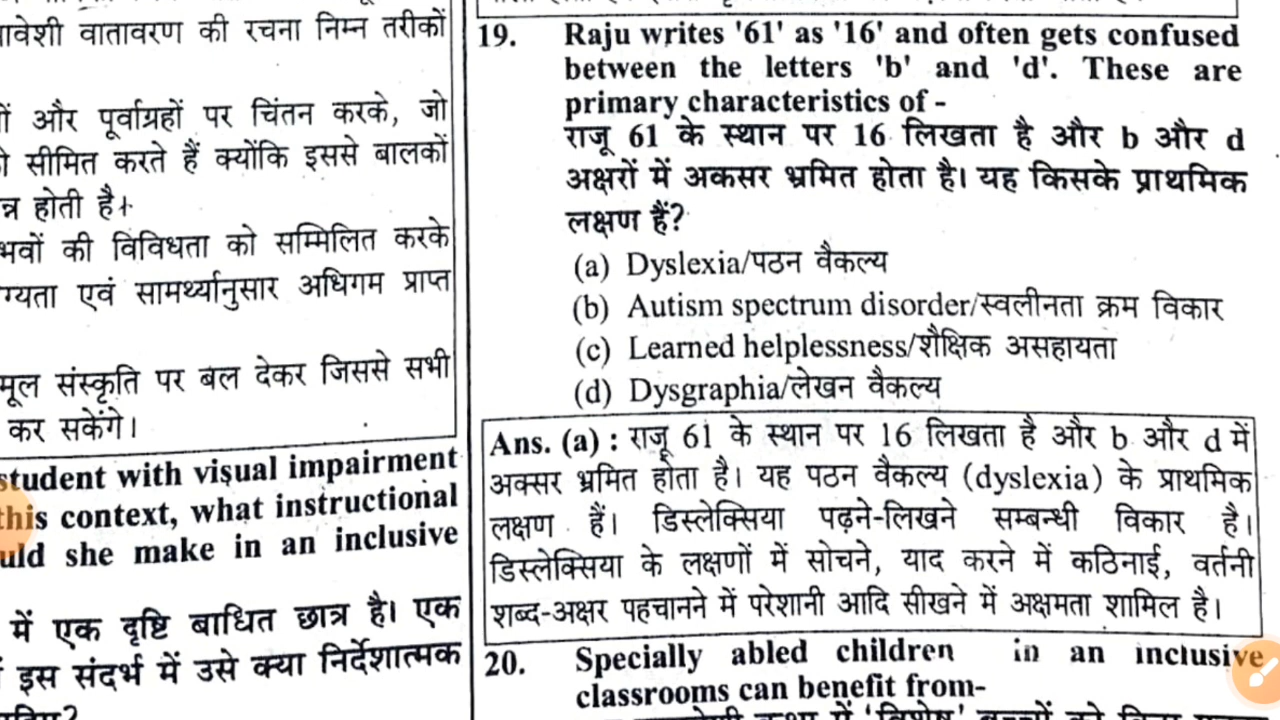 वेशी वातावरण की रचना निम्न तरीकों
और पूर्वाग्रहों पर चिंतन करके, जो
सीमित करते हैं क्योंकि इससे बालकों
होती है।
की विविधता को सम्मिलित करके
एवं सामर्थ्यानुसार अधिगम प्राप्त
मूल संस्कृति पर बल देकर जिससे सभी
कर सकेंगे।
student with visual impairment
this context, what instructional
uld she make in an inclusive
में एक दृष्टि बाधित छात्र है। एक
इस संदर्भ में उसे क्या निर्देशात्मक
19. Raju writes '61' as '16' and often gets confused
between the letters 'b' and 'd'. These are
primary characteristics of -
राजू 61 के स्थान पर 16 लिखता है और b और d
अक्षरों में अकसर भ्रमित होता है। यह किसके प्राथमिक
लक्षण हैं?
(a) Dyslexia/पठन वैकल्य
(b) Autism spectrum disorder/स्वलीनता क्रम विकार
(c) Learned helplessness/शैक्षिक असहायता
(d) Dysgraphia/लेखन वैकल्य
Ans. (a) : राजू 61 के स्थान पर 16 लिखता है और b और d में
अक्सर भ्रमित होता है। यह पठन वैकल्य (dyslexia) के प्राथमिक
लक्षण हैं। डिस्लेक्सिया पढ़ने-लिखने सम्बन्धी विकार है।
डिस्लेक्सिया के लक्षणों में सोचने, याद करने में कठिनाई, वर्तनी
शब्द-अक्षर पहचानने में परेशानी आदि सीखने में अक्षमता शामिल है।
20. Specially abled children in an inclusive
classrooms can benefit from-